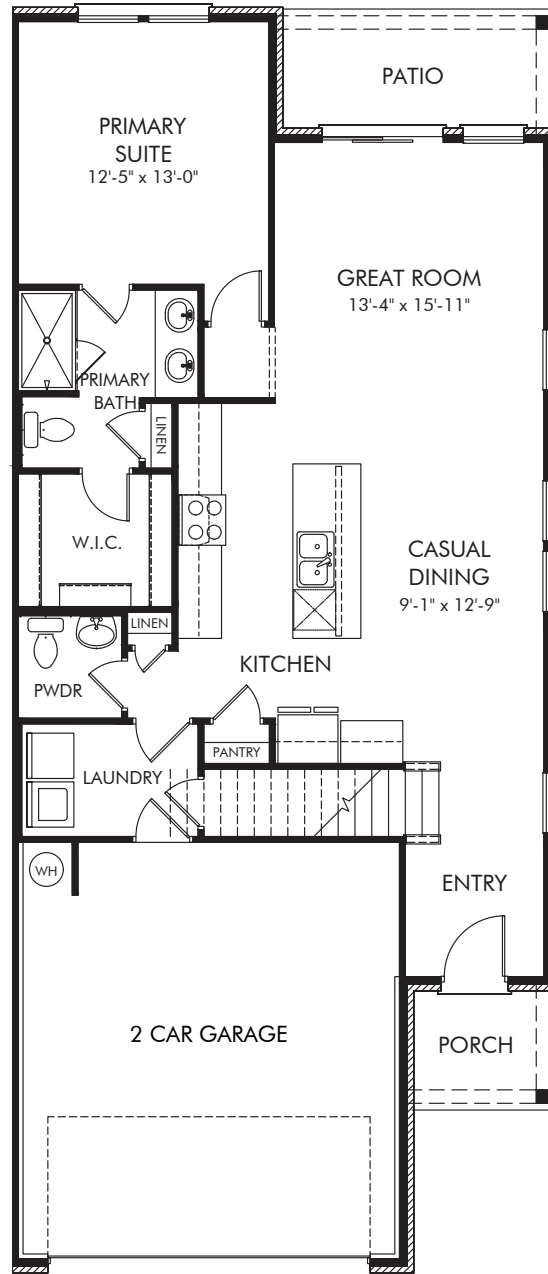 PATIO
PRIMARY
SUITE
12'-5" x 13'-0"
GREAT ROOM
13'-4" x 15'-11"
PRIMARY
BATH
LINEN
W.I.C.
CASUAL
DINING
9'-1" x 12'-9"
LINEN
KITCHEN
PWDR
PANTRY
LAUNDRY
WH
ENTRY
2 CAR GARAGE
PORCH